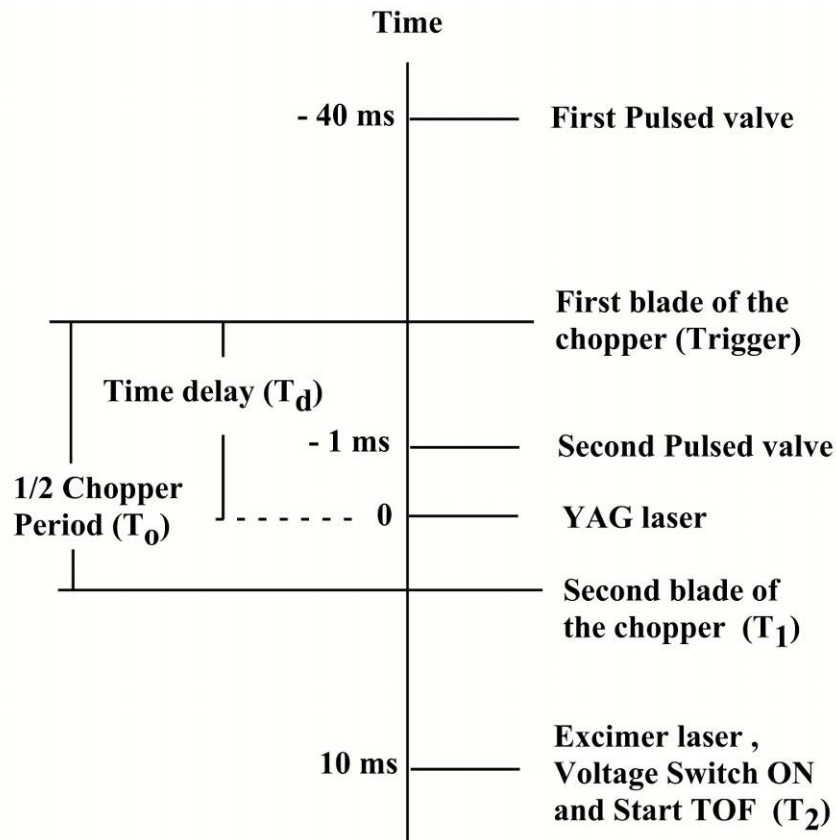 Time
- 40 ms
First Pulsed valve
First blade of the
chopper (Trigger)
Time delay (Td)
- 1 ms
Second Pulsed valve
1/2 Chopper
Period (To)
0
YAG laser
Second blade of
the chopper (T1)
10 ms
Excimer laser ,
Voltage Switch ON
and Start TOF (T2)